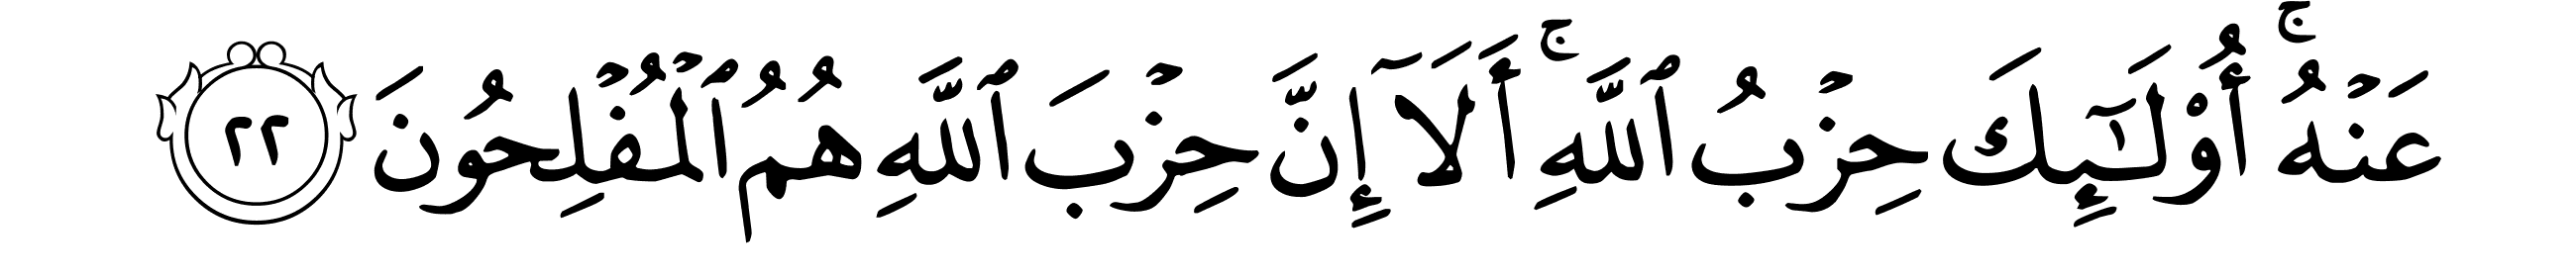 عَنْهُ ۚ أُو۟لَـٰٓئِكَ حِزْبُ ٱللَّهِ ۚ أَلَآ إِنَّ حِزْبَ ٱللَّهِ هُمُ ٱلْمُفْلِحُونَ ٢٢